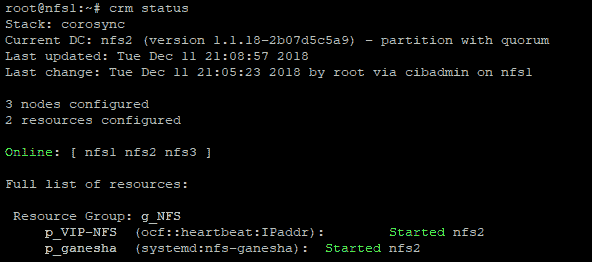 root@nfs1:~# crm status
Stack: corosync
Current DC: nfs2 (version 1.1.18-2b07d5c5a9) - partition with quorum
Last updated: Tue Dec 11 21:08:57 2018
Last change: Tue Dec 11 21:05:23 2018 by root via cibadmin on nfs1
3 nodes configured
2 resources configured
Online: [ nfs1 nfs2 nfs3 ]
Full list of resources:
Resource Group: g_NFS
p_VIP-NFS (ocf::heartbeat:IPaddr): Started nfs2
p_ganesha (systemd:nfs-ganesha): Started nfs2